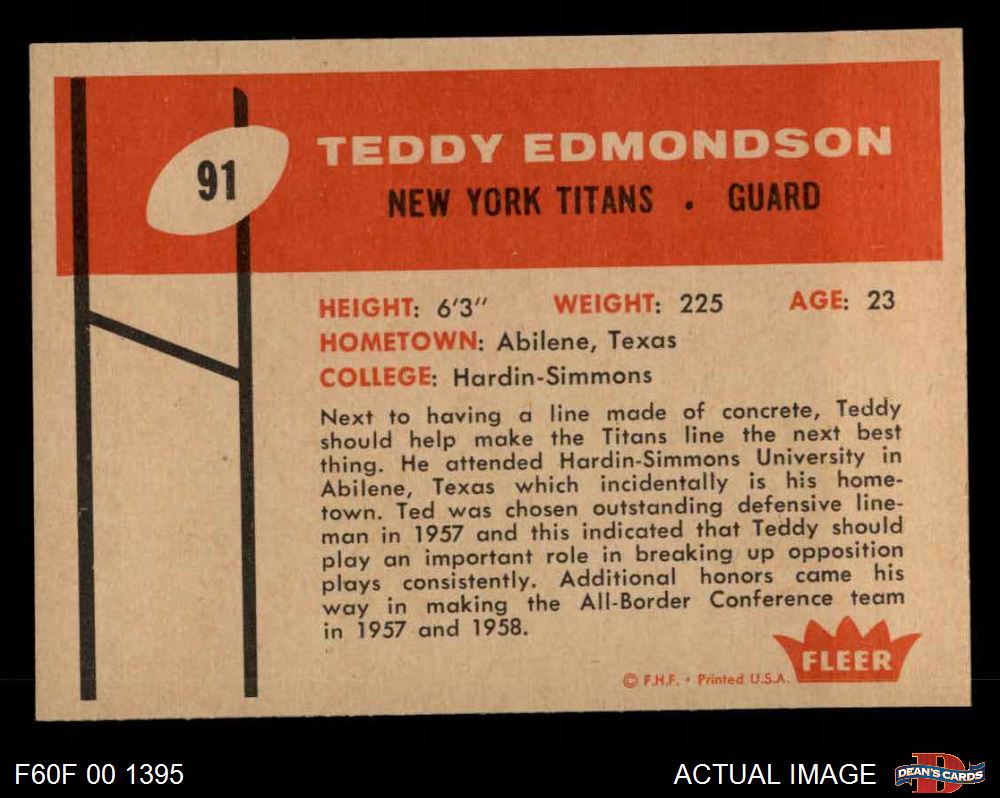 91
TEDDY EDMONDSON
NEW YORK TITANS . GUARD
HEIGHT: 6'3" WEIGHT: 225 AGE: 23
HOMETOWN: Abilene, Texas
COLLEGE: Hardin-Simmons
Next to having a line made of concrete, Teddy
should help make the Titans line the next best
thing. He attended Hardin-Simmons University in
Abilene, Texas which incidentally is his home-
town. Ted was chosen outstanding defensive line-
man in 1957 and this indicated that Teddy should
play an important role in breaking up opposition
plays consistently. Additional honors came his
way in making the All-Border Conference team
in 1957 and 1958.
FLEER
© F.H.F. • Printed U.S.A.
F60F 00 1395
ACTUAL IMAGE
D
DEAN'S CARDS